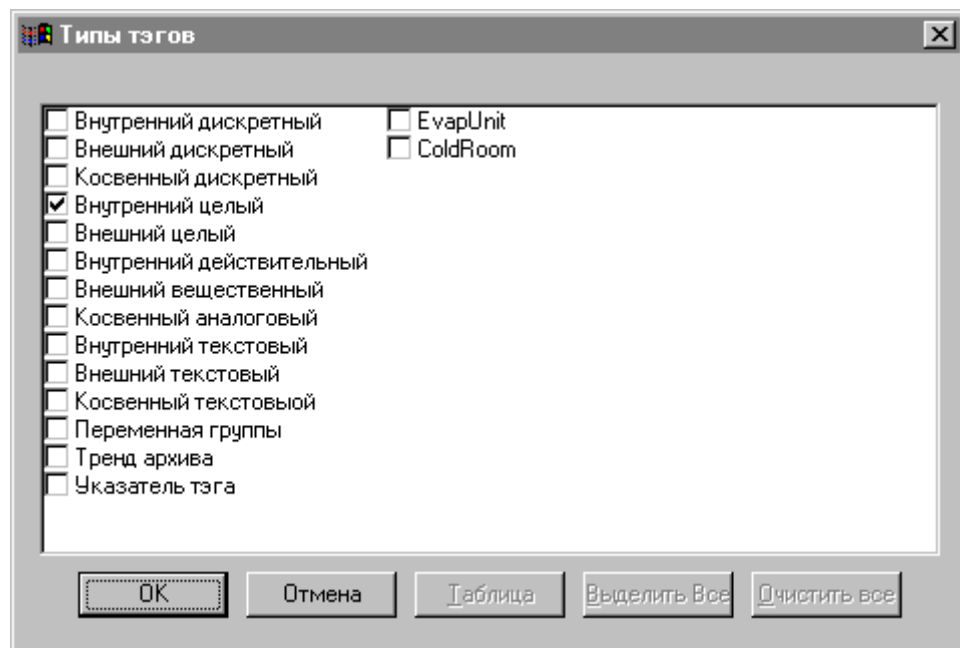 Типы тэгов
Внутренний дискретный
Внешний дискретный
Косвенный дискретный
Внутренний целый
Внешний целый
Внутренний действительный
Внешний вещественный
Косвенный аналоговый
Внутренний текстовый
Внешний текстовый
Косвенный текстовыой
Переменная группы
Тренд архива
Указатель тэга
EvapUnit
ColdRoom
OK
Отмена
Таблица
Выделить Все
Очистить все